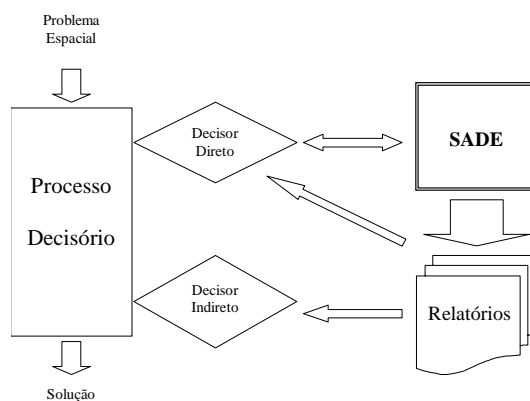 Problema
Espacial
Processo
Decisório
Decisor
Direto
SADE
Decisor
Indireto
Relatórios
Solução